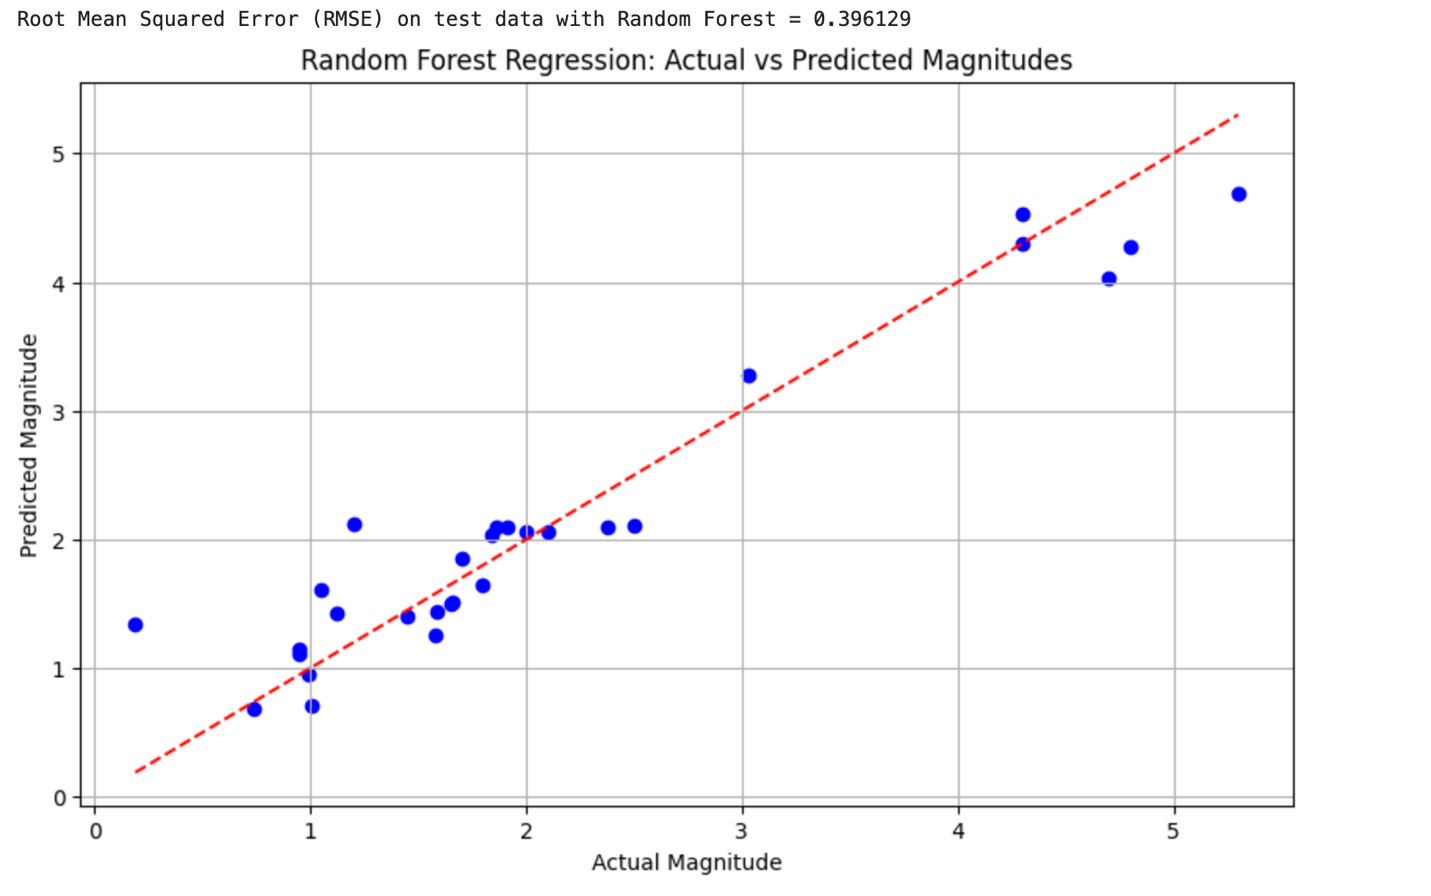 Root Mean Squared Error (RMSE) on test data with Random Forest = 0.396129
Random Forest Regression: Actual vs Predicted Magnitudes
5
4
3
2
1
0
Predicted Magnitude
0 1 2 3 4 5
Actual Magnitude